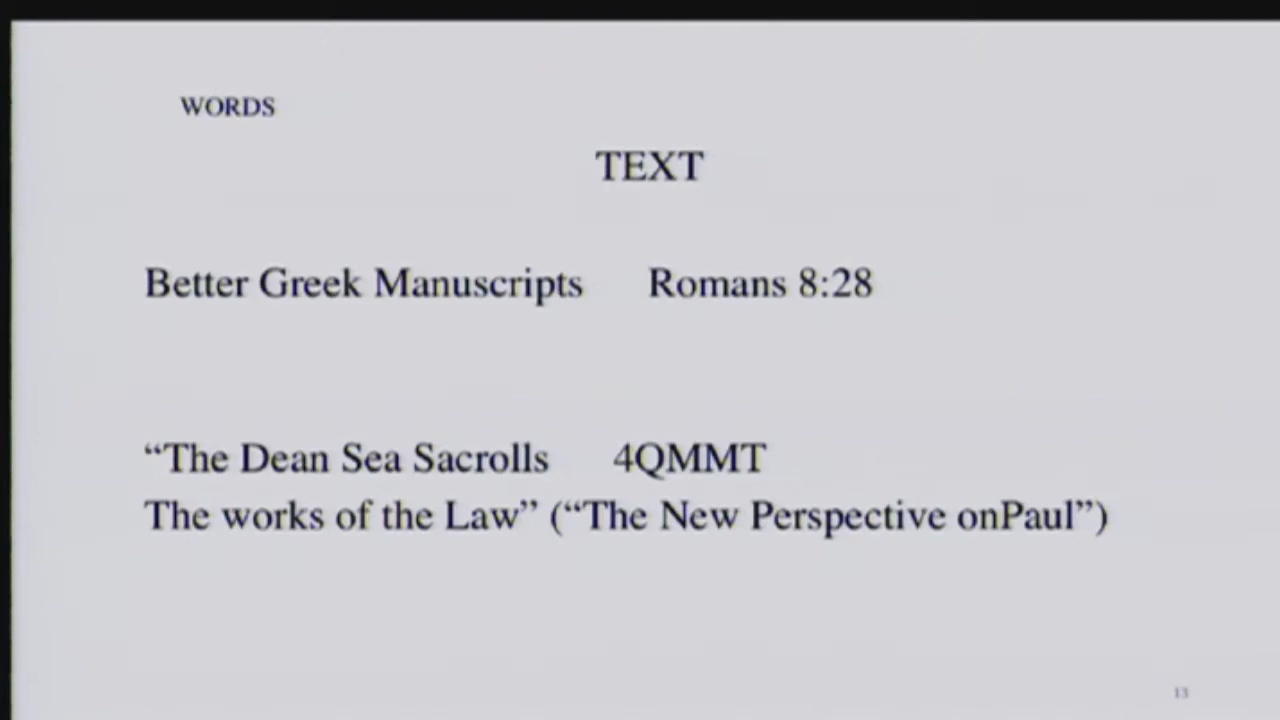 WORDS
TEXT
Better Greek Manuscripts Romans 8:28
“The Dean Sea Sacrolls 4QMMT
The works of the Law” (“The New Perspective onPaul”)
13